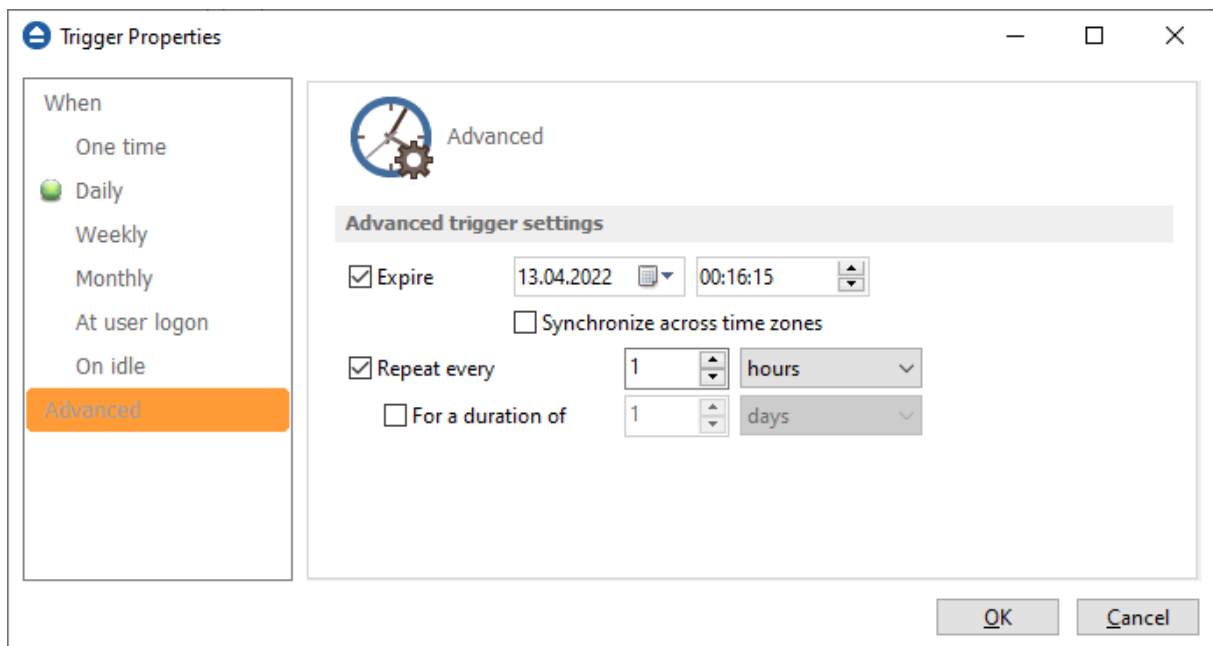 Trigger Properties
When
One time
Daily
Weekly
Monthly
At user logon
On idle
Advanced
Advanced
Advanced trigger settings
Expire 13.04.2022 00:16:15
Synchronize across time zones
Repeat every 1 hours
For a duration of 1 days
OK Cancel